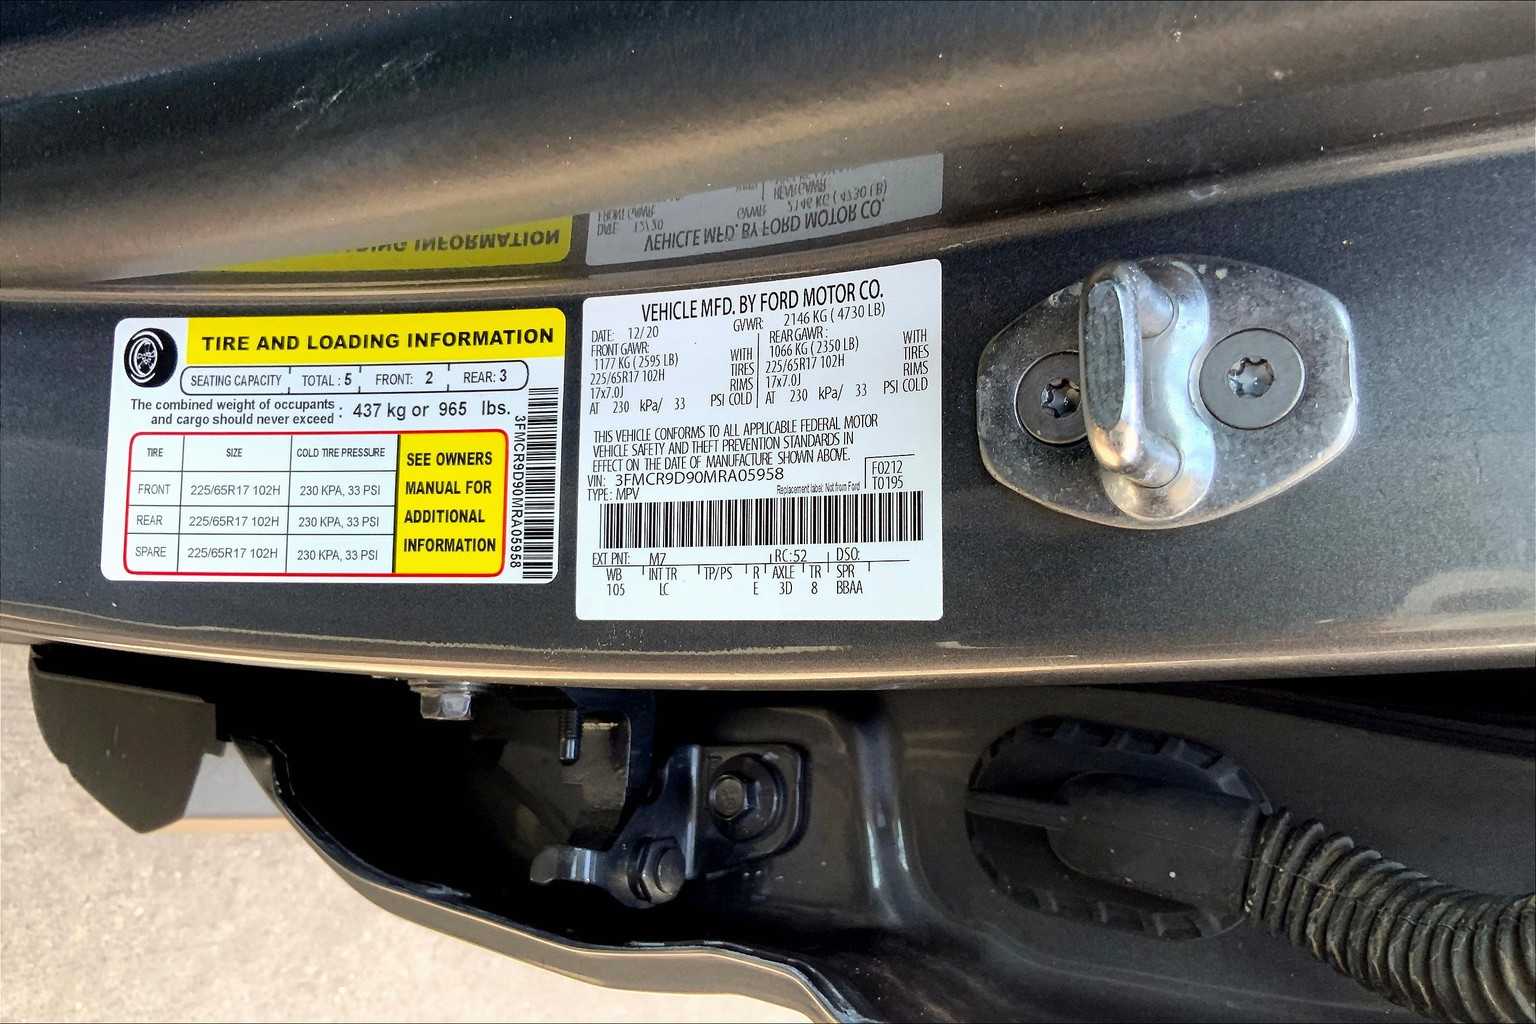 TIRE AND LOADING INFORMATION
SEATING CAPACITY TOTAL : 5 FRONT: 2 REAR: 3
The combined weight of occupants
and cargo should never exceed : 437 kg or 965 lbs.
TIRE SIZE COLD TIRE PRESSURE
FRONT 225/65R17 102H 230 KPA, 33 PSI
REAR 225/65R17 102H 230 KPA, 33 PSI
SPARE 225/65R17 102H 230 KPA, 33 PSI
SEE OWNERS
MANUAL FOR
ADDITIONAL
INFORMATION
3FMCR9D90MRA05958
VEHICLE MFD. BY FORD MOTOR CO.
DATE: 12/20 GVWR: 2146 KG ( 4730 LB)
FRONT GAWR:
1177 KG (2595 LB) WITH
225/65R17 102H TIRES
17x7.0J RIMS
AT 230 kPa/ 33 PSI COLD
REAR GAWR :
1066 KG (2350 LB) WITH
225/65R17 102H TIRES
17x7.0J RIMS
AT 230 kPa/ 33 PSI COLD
THIS VEHICLE CONFORMS TO ALL APPLICABLE FEDERAL MOTOR
VEHICLE SAFETY AND THEFT PREVENTION STANDARDS IN
EFFECT ON THE DATE OF MANUFACTURE SHOWN ABOVE.
VIN: 3FMCR9D90MRA05958
TYPE: MPV
Replacement label: Not from Ford
F0212
T0195
EXT PNT: M7 RC: 52 DSO:
WB INT TR TP/PS R AXLE TR SPR
105 LC E 3D 8 BBAA